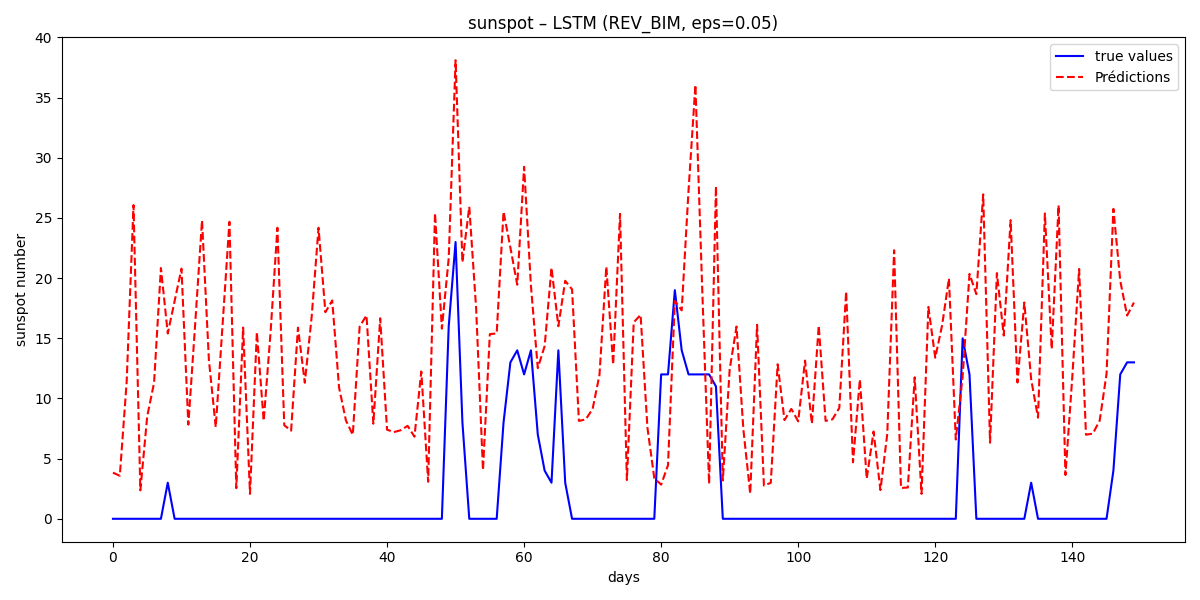 sunspot – LSTM (REV_BIM, eps=0.05)
true values
Prédictions
sunspot number
40
35
30
25
20
15
10
5
0
0 20 40 60 80 100 120 140
days